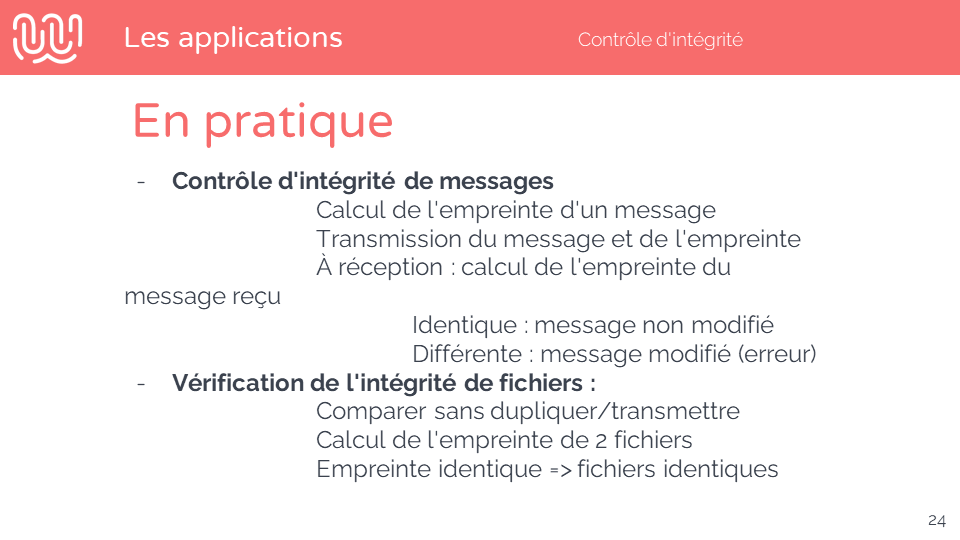 Les applications
Contrôle d'intégrité
En pratique
- Contrôle d'intégrité de messages
Calcul de l'empreinte d'un message
Transmission du message et de l'empreinte
À réception : calcul de l'empreinte du
message reçu
Identique : message non modifié
Différente : message modifié (erreur)
- Vérification de l'intégrité de fichiers :
Comparer sans dupliquer/transmettre
Calcul de l'empreinte de 2 fichiers
Empreinte identique => fichiers identiques
24